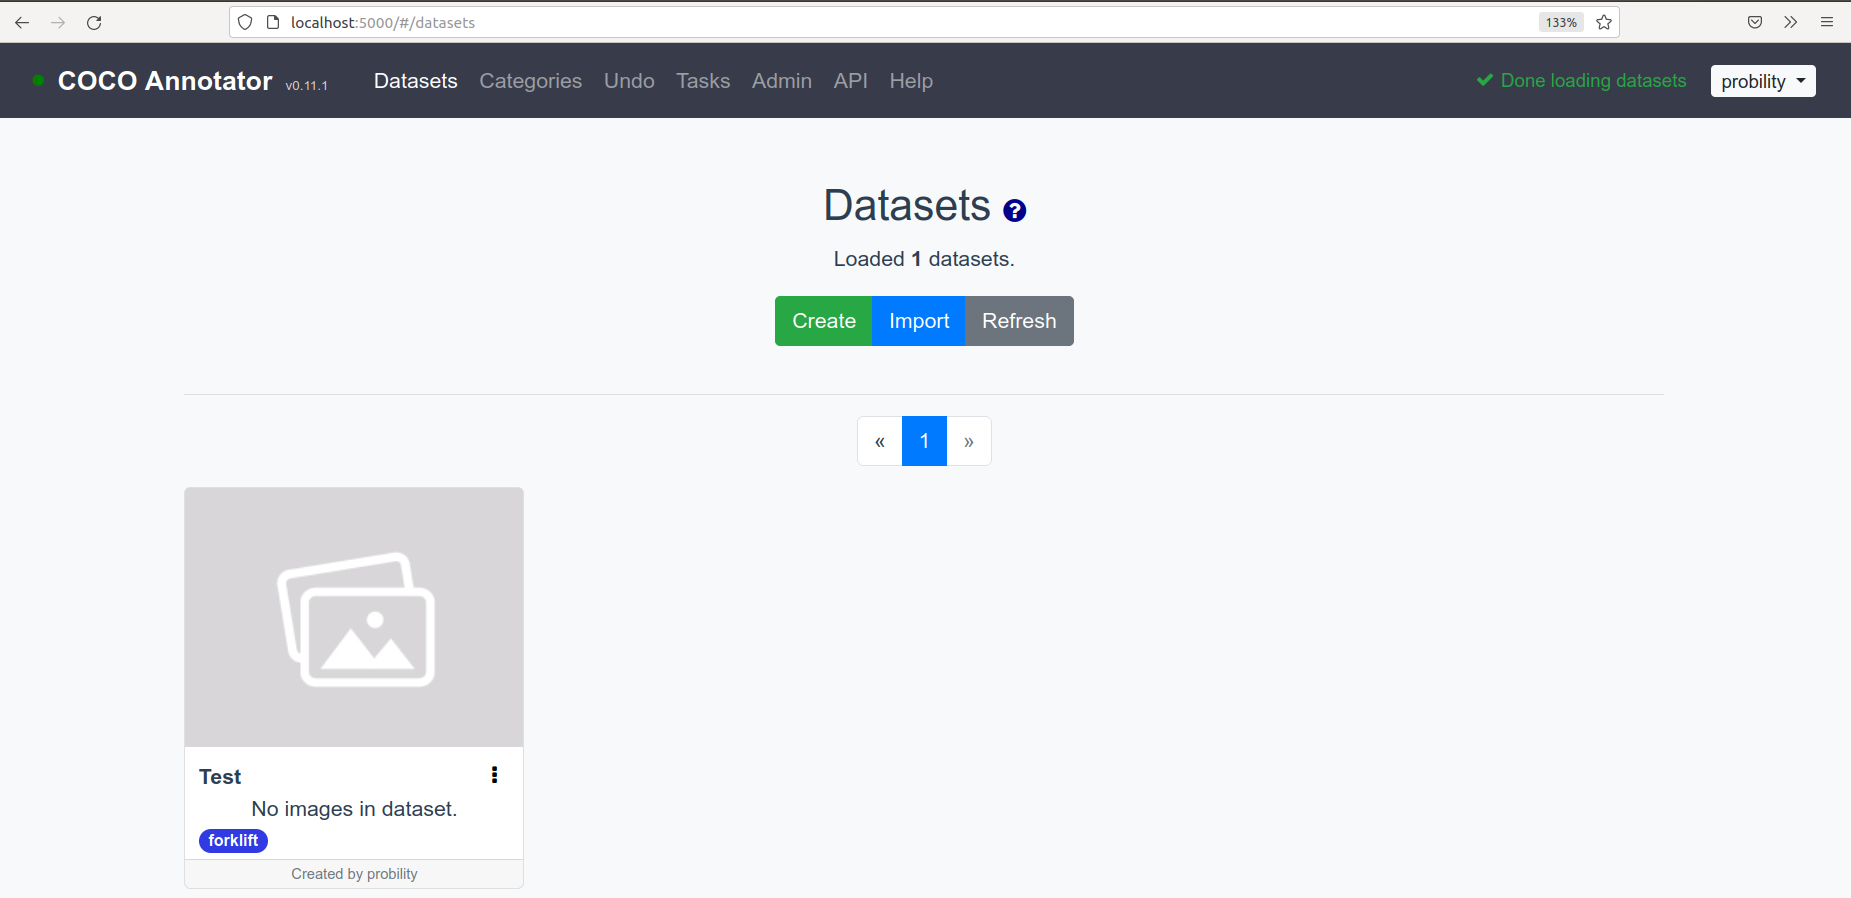 localhost:5000/#/datasets 133%
COCO Annotator v0.11.1 Datasets Categories Undo Tasks Admin API Help Done loading datasets probility
Datasets ?
Loaded 1 datasets.
Create Import Refresh
« 1 »
Test
No images in dataset.
forklift
Created by probility